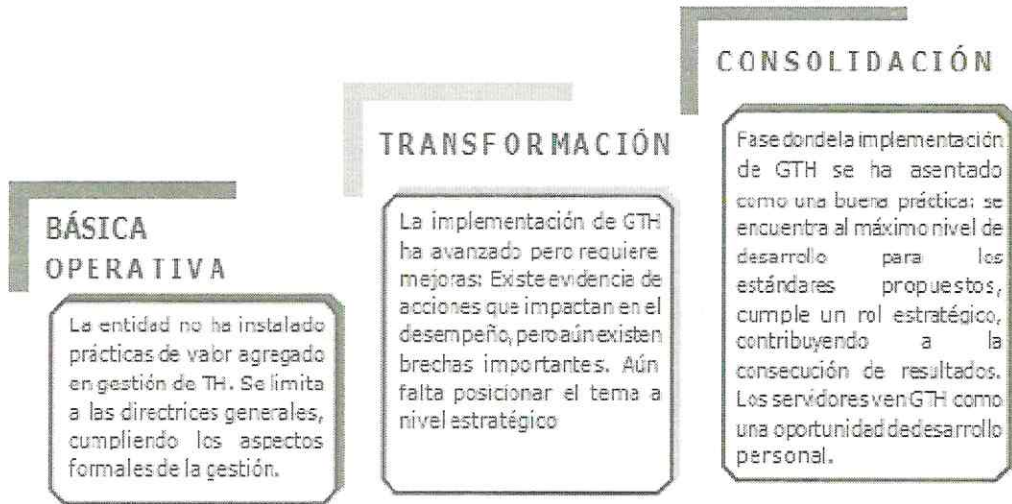 BÁSICA
OPERATIVA
La entidad no ha instalado
prácticas de valor agregado
en gestión de TH. Se limita
a las directrices generales,
cumpliendo los aspectos
formales de la gestión.
TRANSFORMACIÓN
La implementación de GTH
ha avanzado pero requiere
mejoras: Existe evidencia de
acciones que impactan en el
desempeño, pero aún existen
brechas importantes. Aún
falta posicionar el tema a
nivel estratégico
CONSOLIDACIÓN
Fase donde la implementación
de GTH se ha asentado
como una buena práctica: se
encuentra al máximo nivel de
desarrollo para los
estándares propuestos,
cumple un rol estratégico,
contribuyendo a la
consecución de resultados.
Los servidores ven GTH como
una oportunidad de desarrollo
personal.